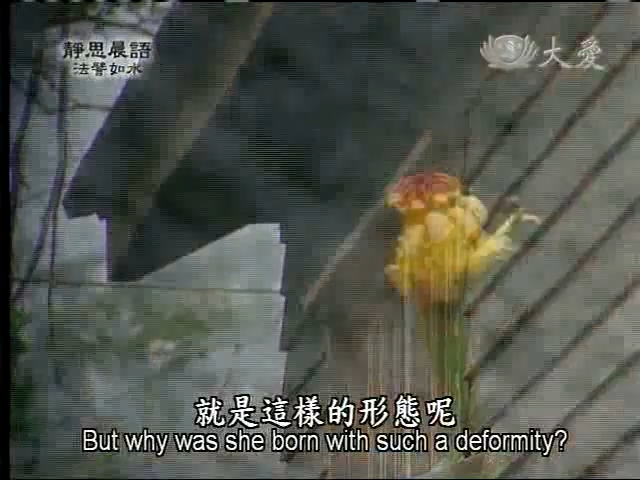 靜思晨語
法譬如水
大愛
就是這樣的形態呢
But why was she born with such a deformity?